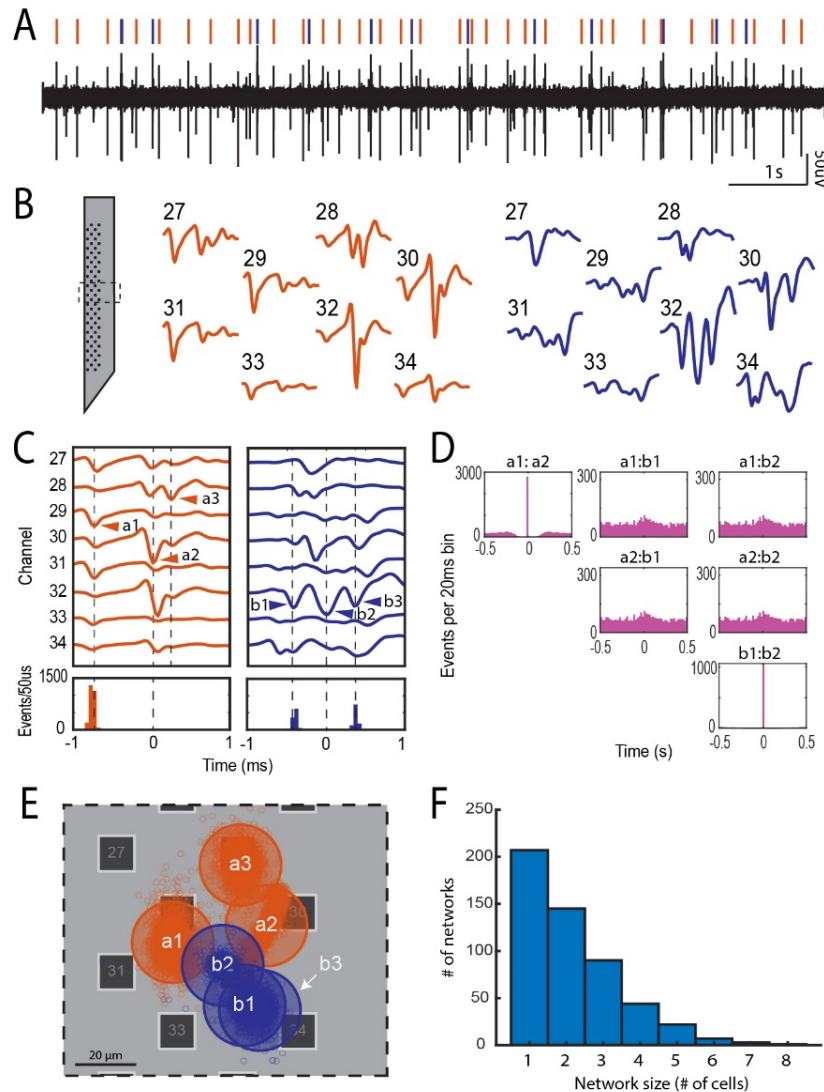 A
1 s
50uV
B
27
28
27
28
29
30
29
30
31
32
31
32
33
34
33
34
C
27
28
29
30
31
32
33
34
Channel
a3
a1
a2
b1
b2
b3
1500
0
Events/50us
-1
0
1
-1
0
1
Time (ms)
D
a1: a2
a1:b1
a1:b2
3000
300
300
0
0
0
-0.5
0
0.5
a2:b1
a2:b2
300
300
0
0
-0.5
0
0.5
b1:b2
1000
0
-0.5
0
0.5
Events per 20ms bin
Time (s)
E
27
a3
30
a1
a2
31
b2
b3
b1
33
34
20 µm
F
250
200
150
100
50
0
# of networks
1 2 3 4 5 6 7 8
Network size (# of cells)